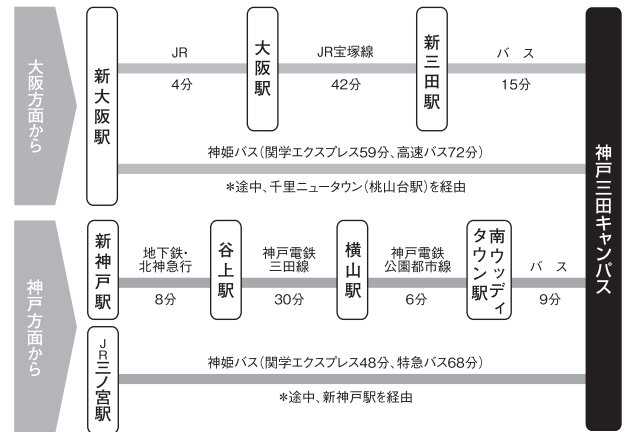 大阪方面から
新大阪駅
JR
4分
大阪駅
JR宝塚線
42分
新三田駅
バ ス
15分
神姫バス(関学エクスプレス59分、高速バス72分)
*途中、千里ニュータウン(桃山台駅)を経由
神戸方面から
新神戸駅
地下鉄・
北神急行
8分
谷上駅
神戸電鉄
三田線
30分
横山駅
神戸電鉄
公園都市線
6分
南ウッディ
タウン駅
バ ス
9分
JR三ノ宮駅
神姫バス(関学エクスプレス48分、特急バス68分)
*途中、新神戸駅を経由
神戸三田キャンパス